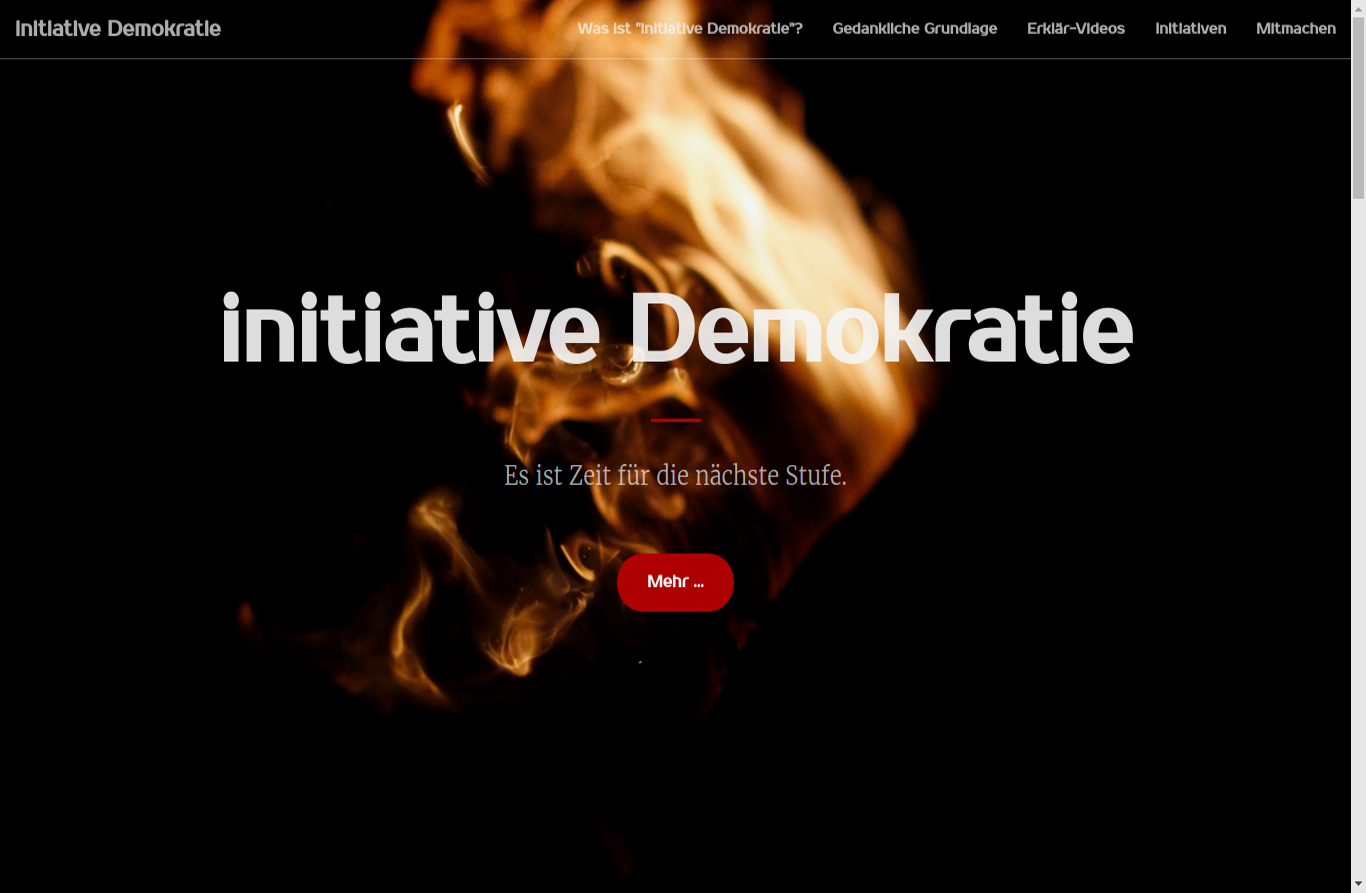 initiative Demokratie
Was ist "initiative Demokratie"?
Gedankliche Grundlage
Erklär-Videos
Initiativen
Mitmachen
initiative Demokratie
Es ist Zeit für die nächste Stufe.
Mehr ...